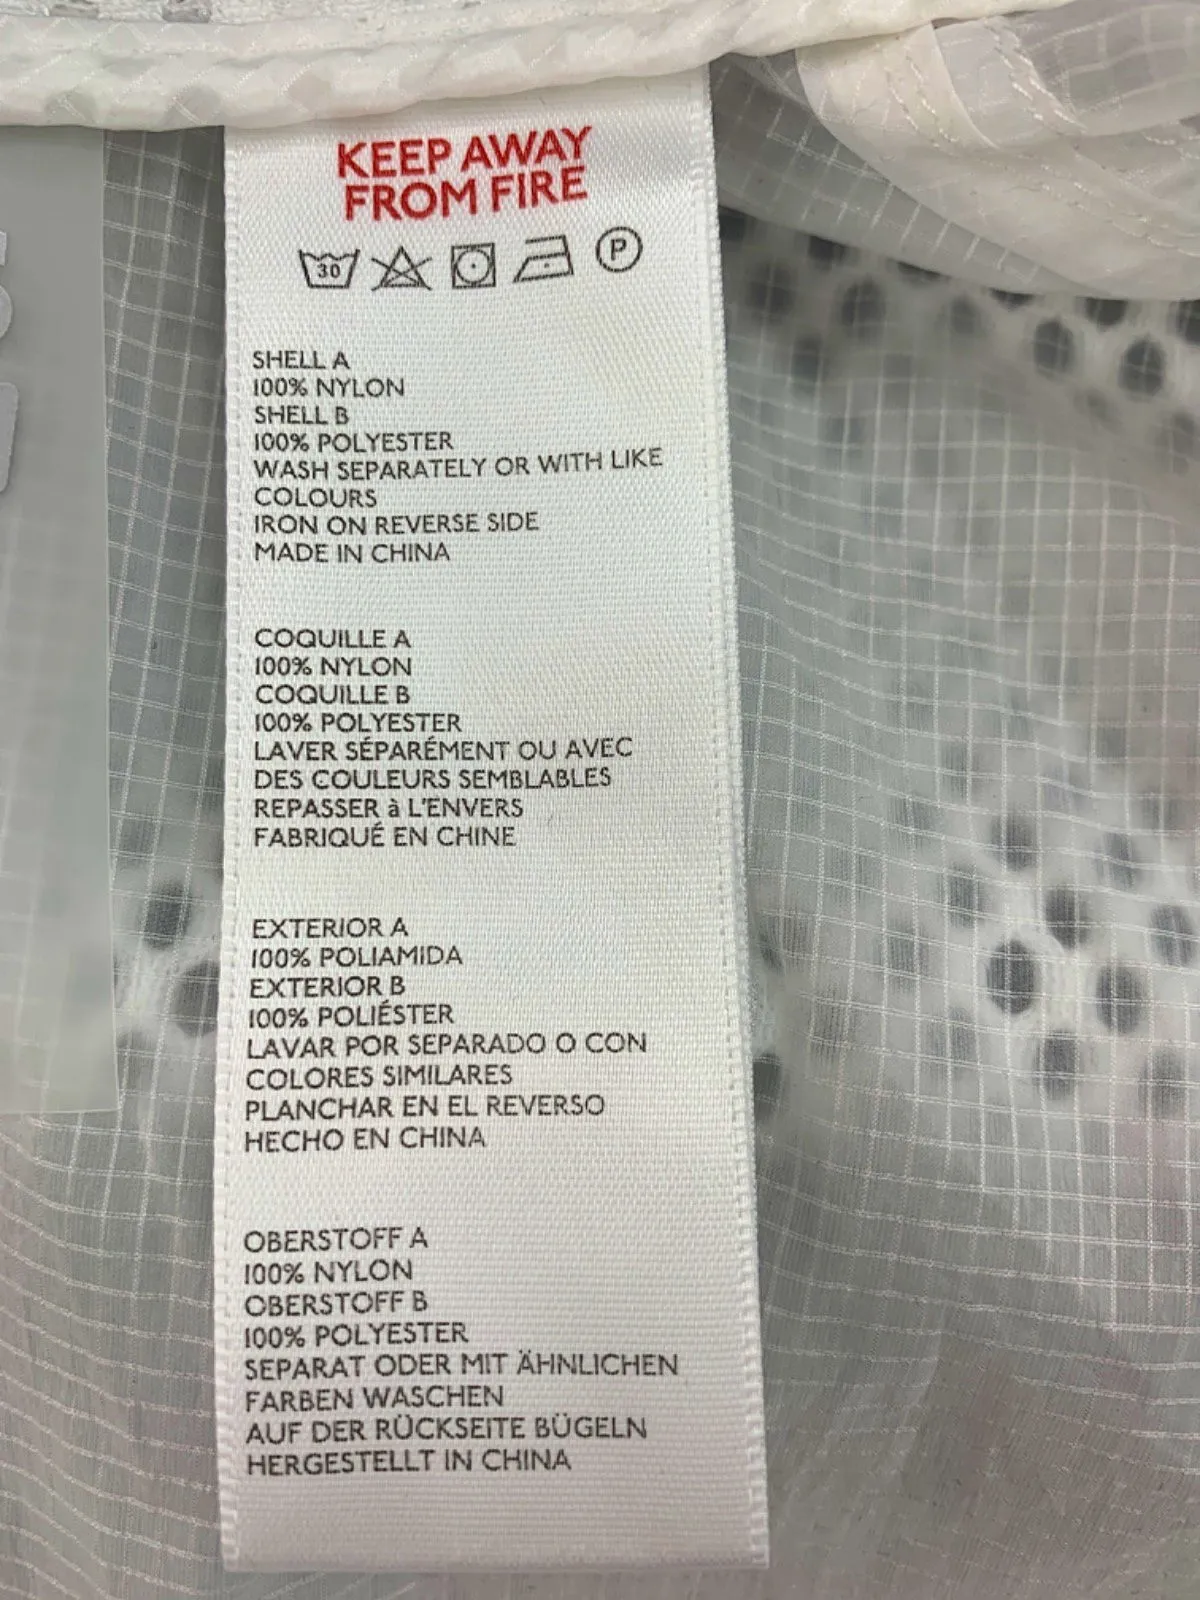 KEEP AWAY
FROM FIRE
30 P
SHELL A
100% NYLON
SHELL B
100% POLYESTER
WASH SEPARATELY OR WITH LIKE
COLOURS
IRON ON REVERSE SIDE
MADE IN CHINA
COQUILLE A
100% NYLON
COQUILLE B
100% POLYESTER
LAVER SÉPARÉMENT OU AVEC
DES COULEURS SEMBLABLES
REPASSER à L'ENVERS
FABRIQUÉ EN CHINE
EXTERIOR A
100% POLIAMIDA
EXTERIOR B
100% POLIÉSTER
LAVAR POR SEPARADO O CON
COLORES SIMILARES
PLANCHAR EN EL REVERSO
HECHO EN CHINA
OBERSTOFF A
100% NYLON
OBERSTOFF B
100% POLYESTER
SEPARAT ODER MIT ÄHNLICHEN
FARBEN WASCHEN
AUF DER RÜCKSEITE BÜGELN
HERGESTELLT IN CHINA